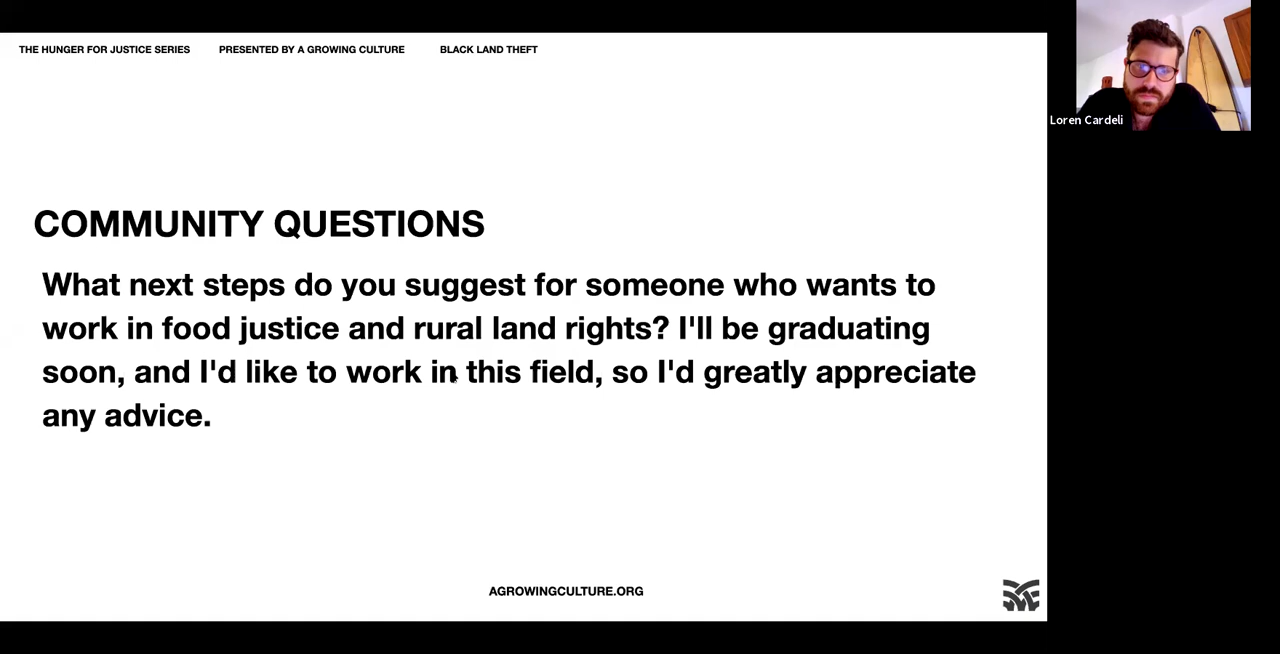 THE HUNGER FOR JUSTICE SERIES PRESENTED BY A GROWING CULTURE BLACK LAND THEFT
Loren Cardeli
COMMUNITY QUESTIONS
What next steps do you suggest for someone who wants to
work in food justice and rural land rights? I'll be graduating
soon, and I'd like to work in this field, so I'd greatly appreciate
any advice.
AGROWINGCULTURE.ORG